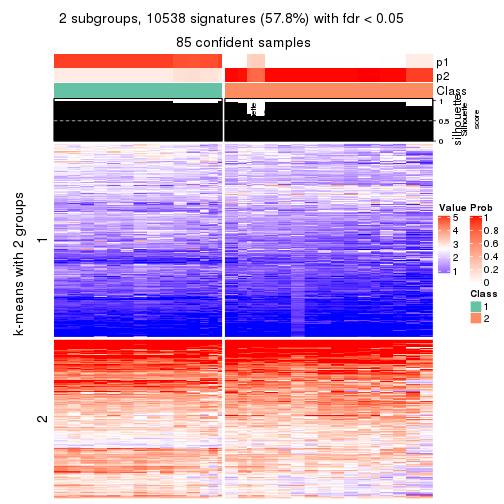 2 subgroups, 10538 signatures (57.8%) with fdr < 0.05
85 confident samples
p1
p2
Class
1
0.5
0
silhouette
Silhouette
score
k-means with 2 groups
1
2
Value
5
4
3
2
1
Prob
1
0.8
0.6
0.4
0.2
0
Class
1
2